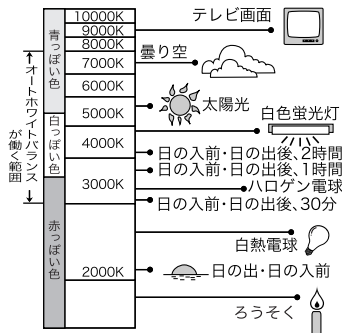 10000K
9000K
8000K
7000K
6000K
5000K
4000K
3000K
2000K
青っぽい色
白っぽい色
赤っぽい色
オートホワイトバランス
が働く範囲
テレビ画面
曇り空
太陽光
白色蛍光灯
日の入前･日の出後､2時間
日の入前･日の出後､1時間
ハロゲン電球
日の入前･日の出後､30分
白熱電球
日の出･日の入前
ろうそく